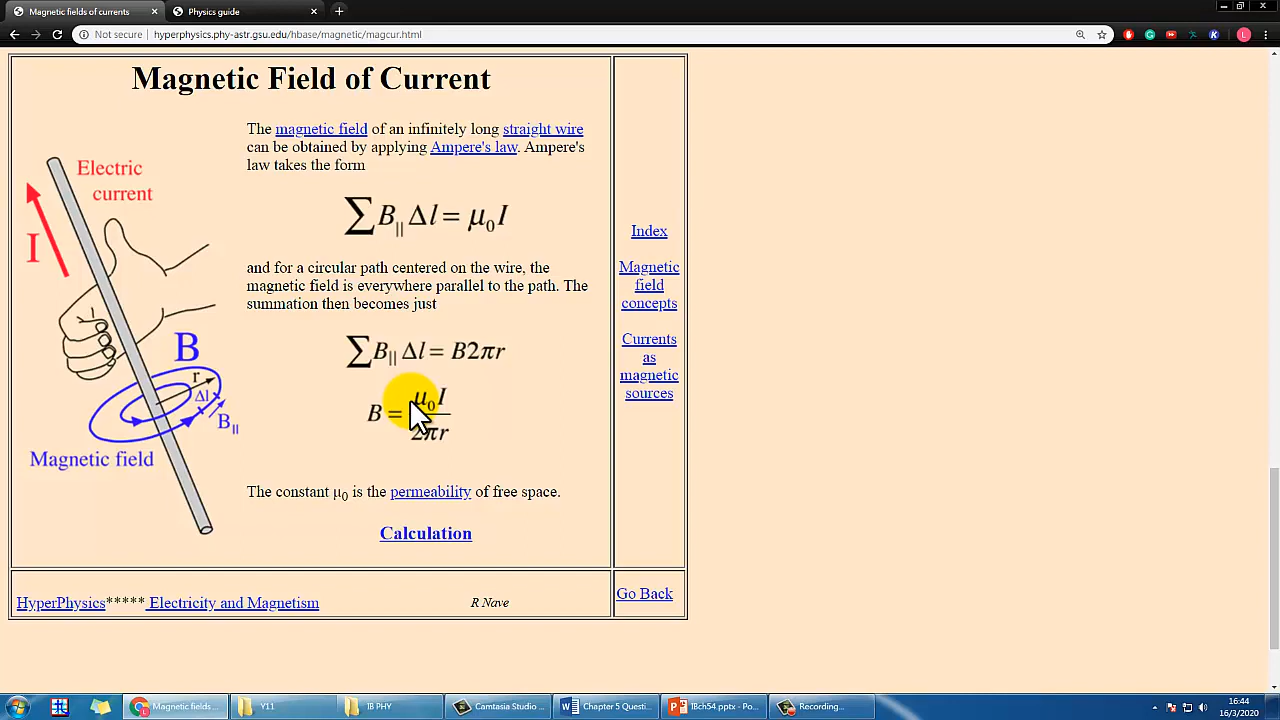 Magnetic fields of currents
Physics guide
Not secure
hyperphysics.phy-astr.gsu.edu/hbase/magnetic/magcur.html
L
Magnetic Field of Current
The magnetic field of an infinitely long straight wire
can be obtained by applying Ampere's law. Ampere's
law takes the form
Electric
current
I
∑B∥Δl = μ₀I
and for a circular path centered on the wire, the
magnetic field is everywhere parallel to the path. The
summation then becomes just
∑B∥Δl = B2πr
B = μ₀I
2πr
B
r
Δl
B∥
Magnetic field
The constant μ₀ is the permeability of free space.
Calculation
Index
Magnetic
field
concepts
Currents
as
magnetic
sources
HyperPhysics***** Electricity and Magnetism
R Nave
Go Back
Magnetic fields ...
Y11
IB PHY
Camtasia Studio ...
Chapter 5 Questi...
IBch54.pptx - Po...
Recording...
16:44
16/3/2020